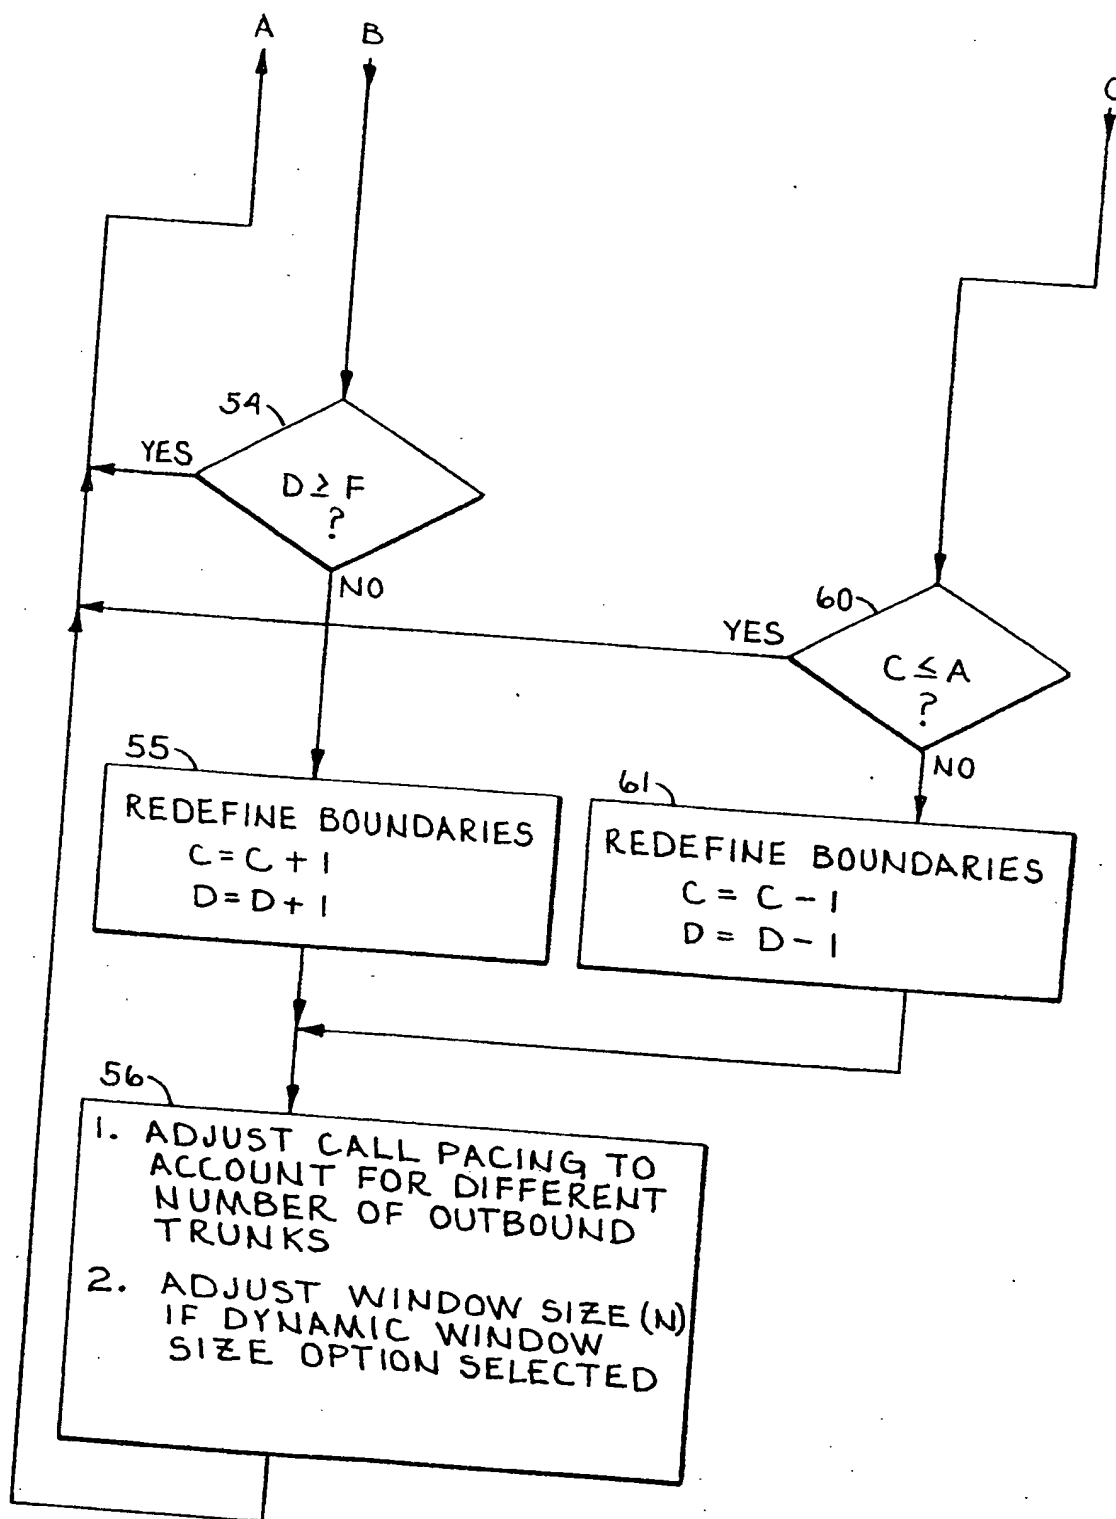 A
B
C
54
YES
D ≥ F
?
NO
60
YES
C ≤ A
?
NO
55
REDEFINE BOUNDARIES
C = C + 1
D = D + 1
61
REDEFINE BOUNDARIES
C = C - 1
D = D - 1
56
1. ADJUST CALL PACING TO
ACCOUNT FOR DIFFERENT
NUMBER OF OUTBOUND
TRUNKS
2. ADJUST WINDOW SIZE (N)
IF DYNAMIC WINDOW
SIZE OPTION SELECTED